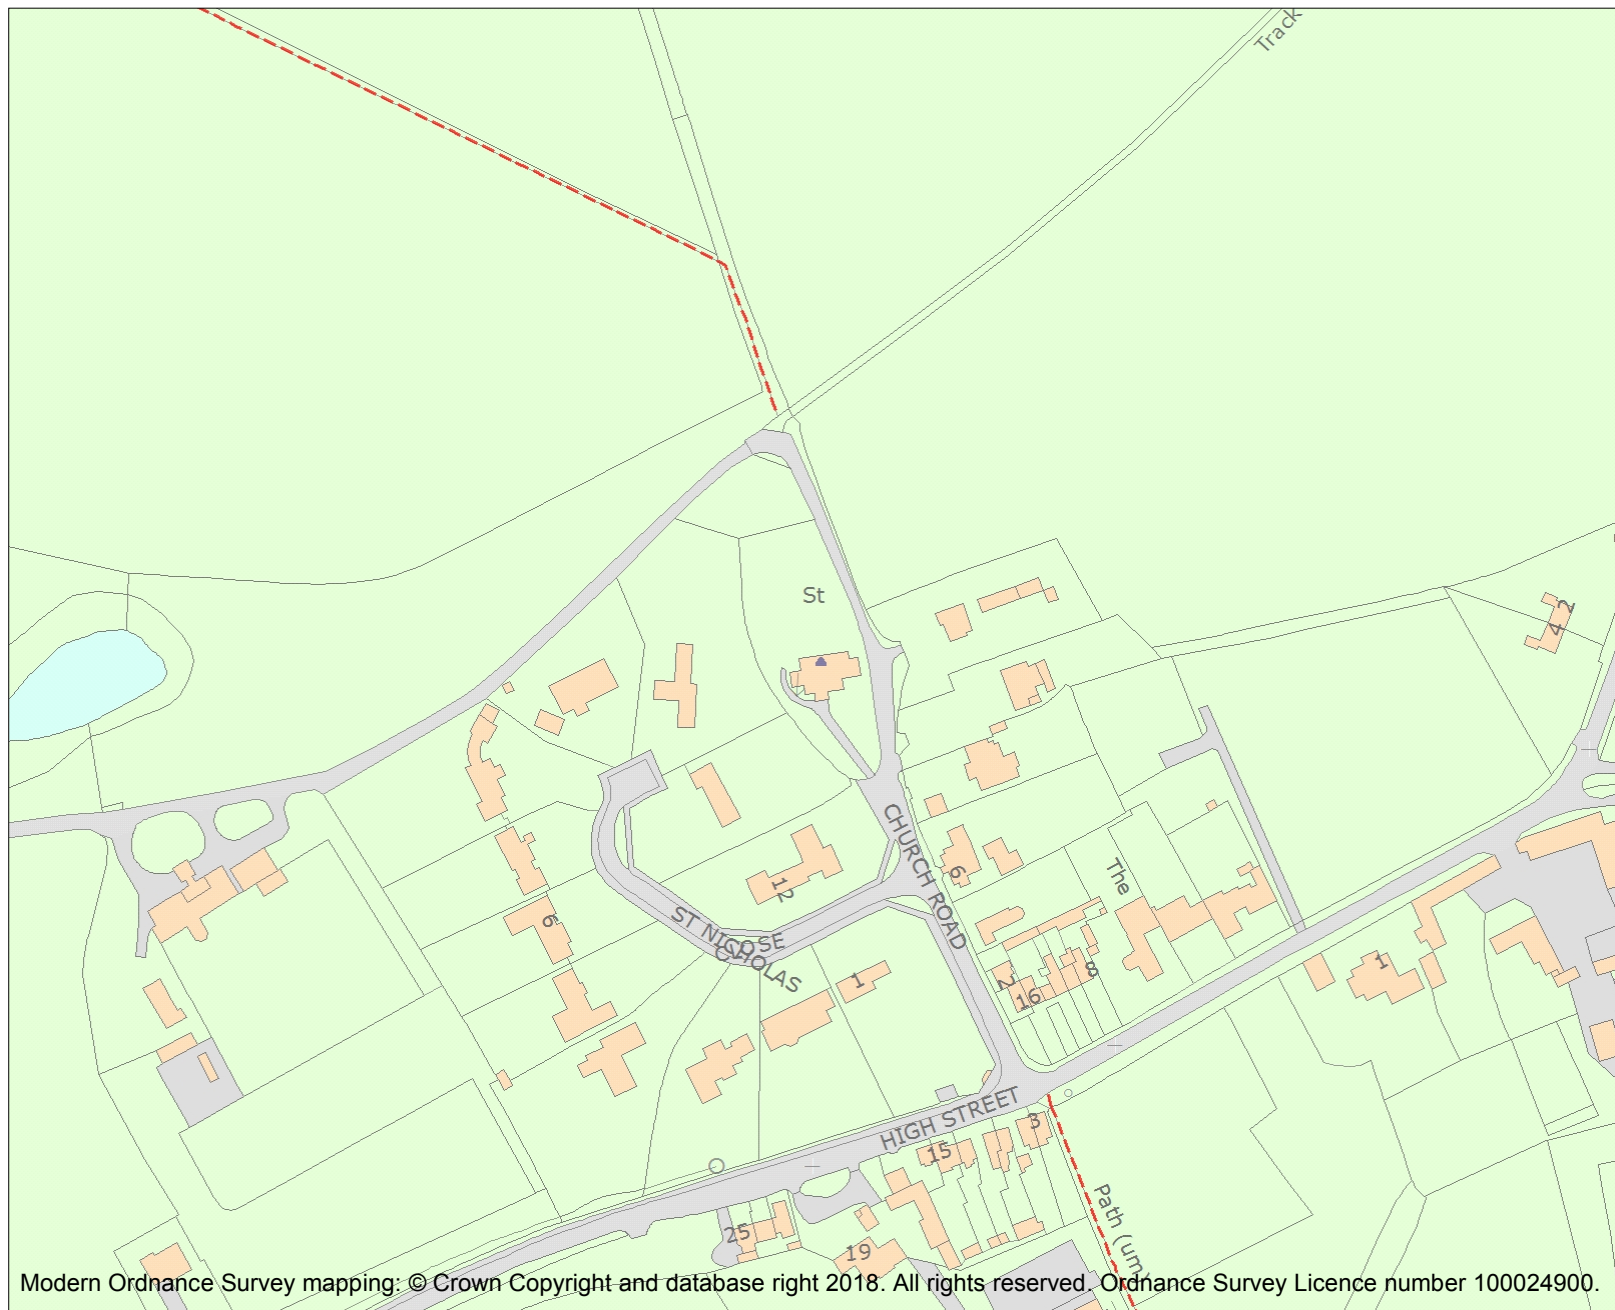 Track
St
2
4
CHURCH ROAD
6
The
12
6
ST NICHOLAS
CLOSE
1
2
16
8
1
HIGH STREET
3
15
Path (um)
25
19
Modern Ordnance Survey mapping: © Crown Copyright and database right 2018. All rights reserved. Ordnance Survey Licence number 100024900.